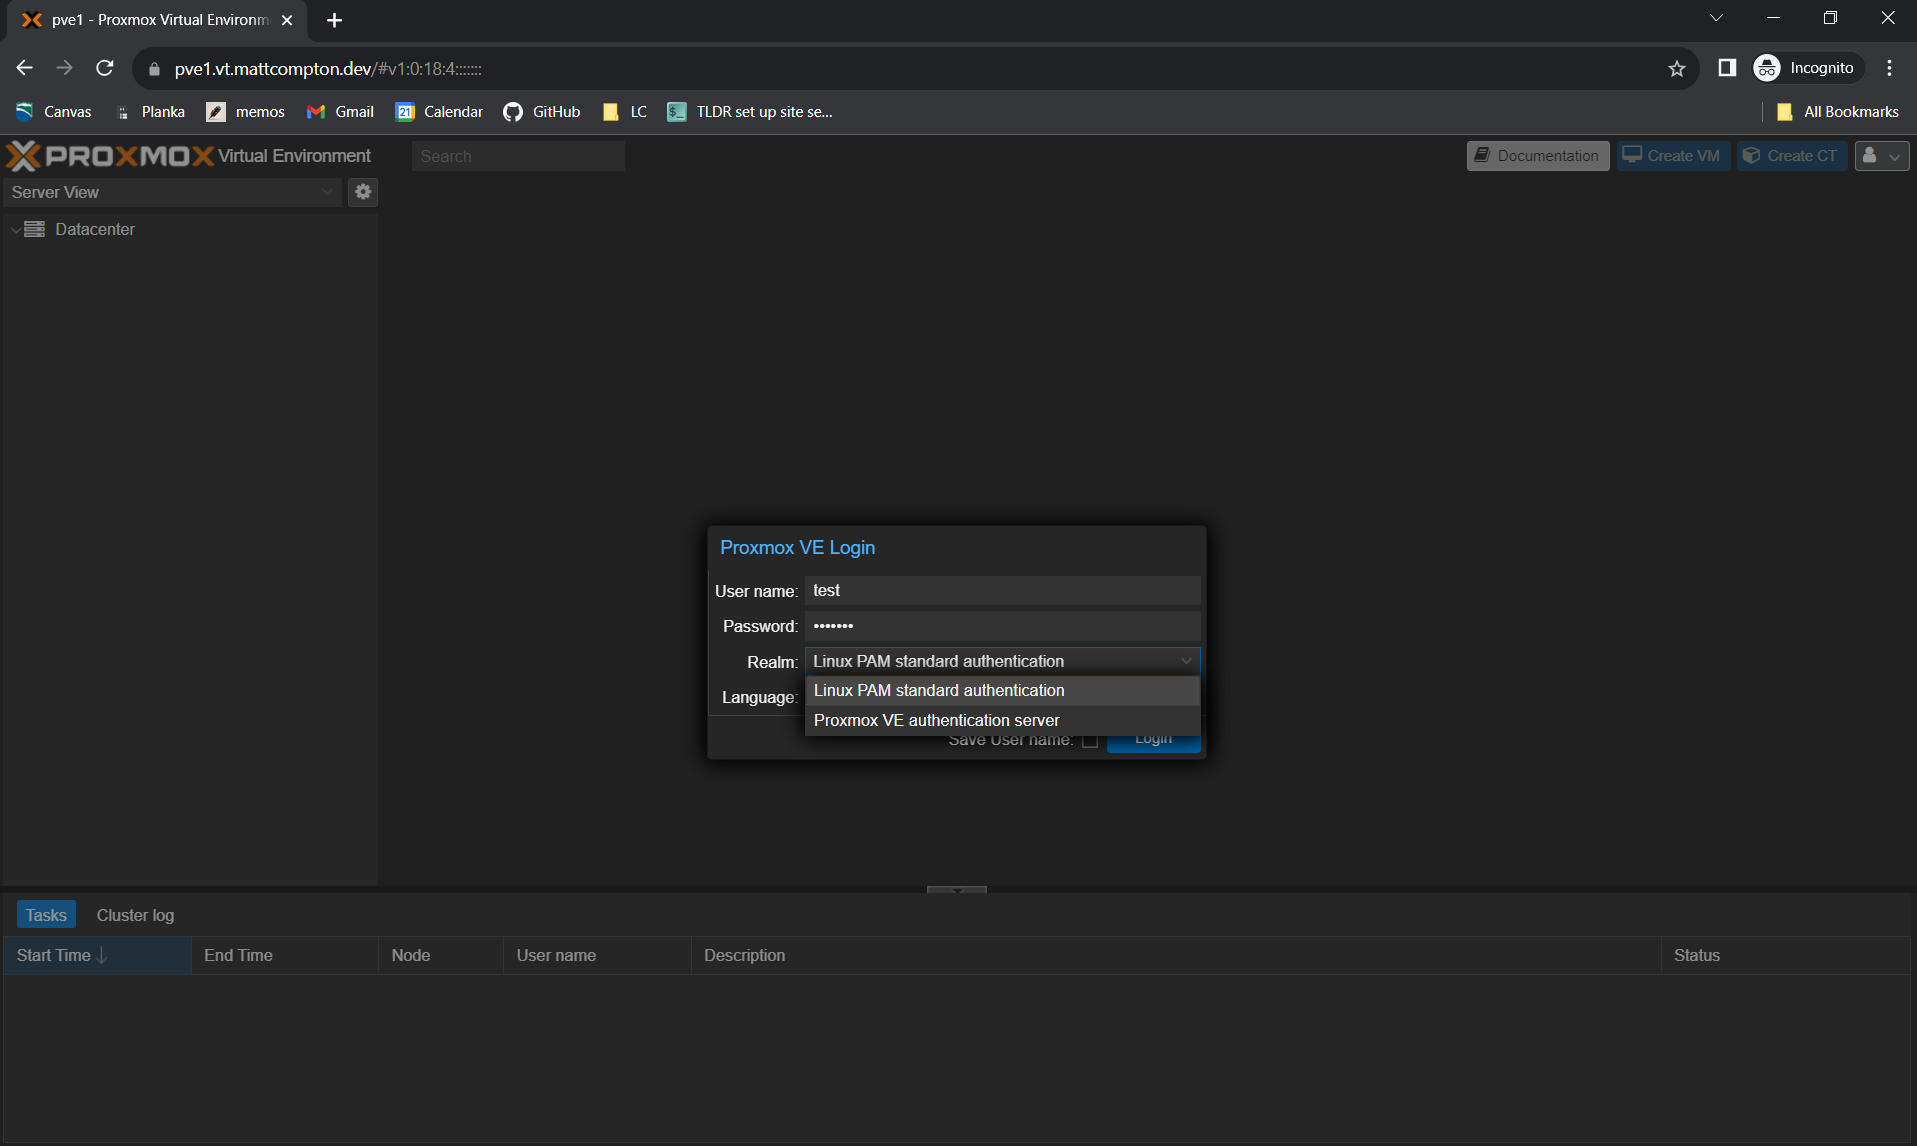 pve1 - Proxmox Virtual Environm
pve1.vt.mattcompton.dev/#v1:0:18:4:::::::
Incognito
Canvas
Planka
memos
Gmail
21
Calendar
GitHub
LC
$_
TLDR set up site se...
All Bookmarks
PROXMOX Virtual Environment
Search
Documentation
Create VM
Create CT
Server View
Datacenter
Proxmox VE Login
User name: test
Password: •••••••
Realm: Linux PAM standard authentication
Language:
Linux PAM standard authentication
Proxmox VE authentication server
Save User name:
Login
Tasks
Cluster log
Start Time
End Time
Node
User name
Description
Status